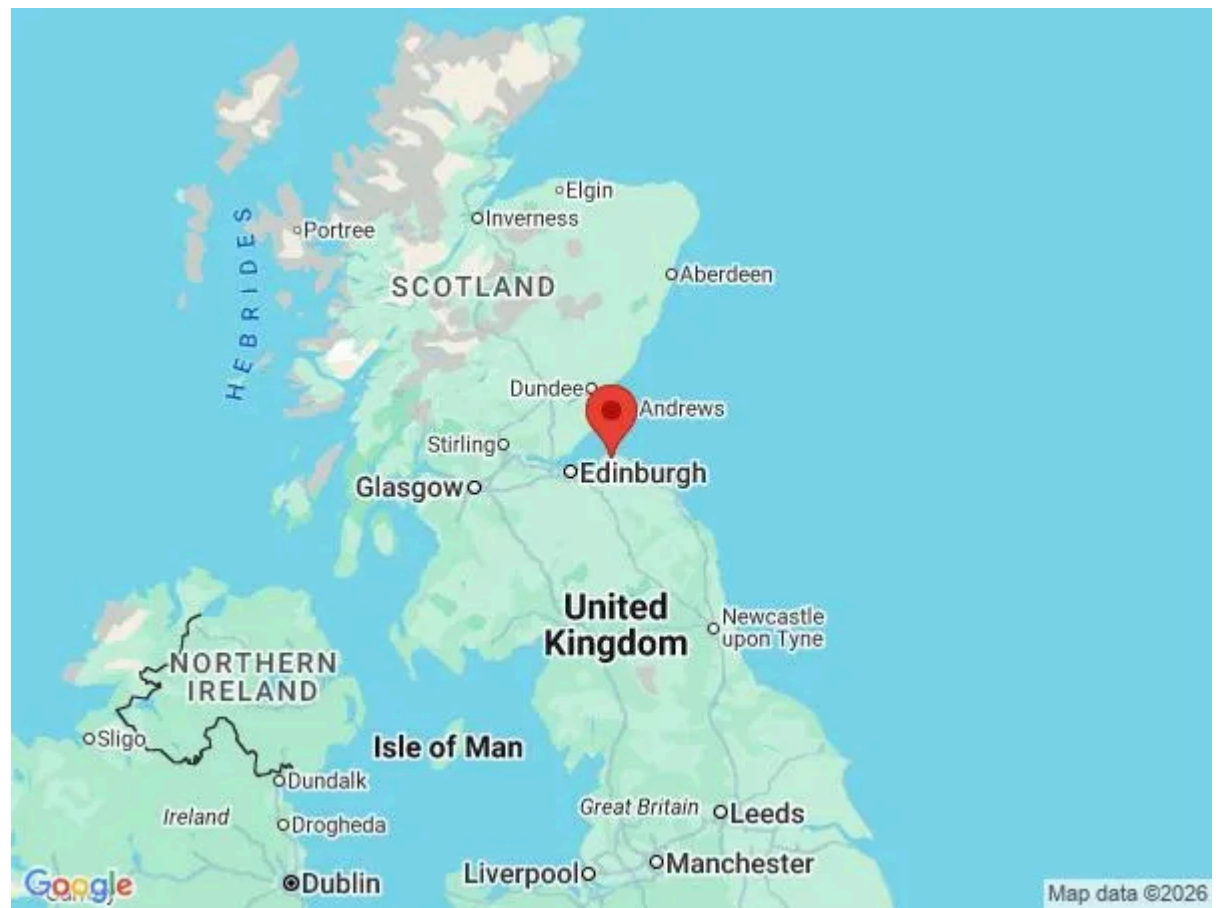 Elgin
Inverness
Portree
HEBRIDES
SCOTLAND
Aberdeen
Dundee
Andrews
Stirling
Edinburgh
Glasgow
United
Kingdom
Newcastle
upon Tyne
NORTHERN
IRELAND
Sligo
Isle of Man
Dundalk
Ireland
Great Britain
Leeds
Drogheda
Manchester
Liverpool
Dublin
Google
Map data ©2026